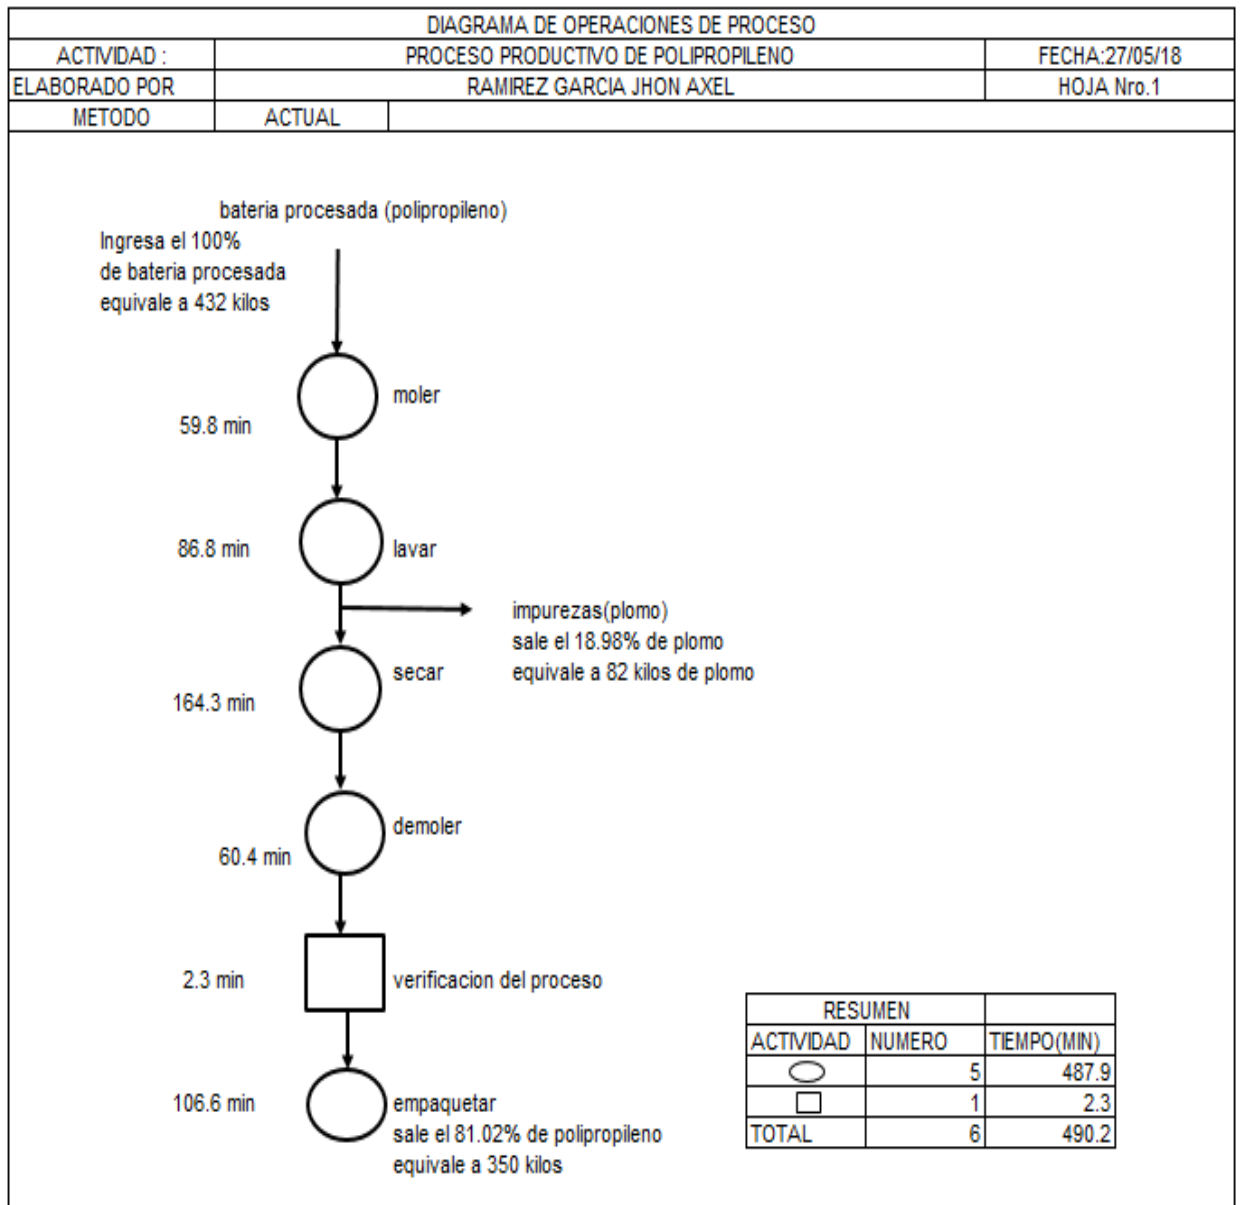 DIAGRAMA DE OPERACIONES DE PROCESO
ACTIVIDAD : PROCESO PRODUCTIVO DE POLIPROPILENO FECHA:27/05/18
ELABORADO POR RAMIREZ GARCIA JHON AXEL HOJA Nro.1
METODO ACTUAL
bateria procesada (polipropileno)
Ingresa el 100%
de bateria procesada
equivale a 432 kilos
moler
59.8 min
86.8 min lavar
impurezas(plomo)
sale el 18.98% de plomo
equivale a 82 kilos de plomo
secar
164.3 min
demoler
60.4 min
2.3 min verificacion del proceso
106.6 min empaquetar
sale el 81.02% de polipropileno
equivale a 350 kilos
RESUMEN
ACTIVIDAD NUMERO TIEMPO(MIN)
5 487.9
1 2.3
TOTAL 6 490.2